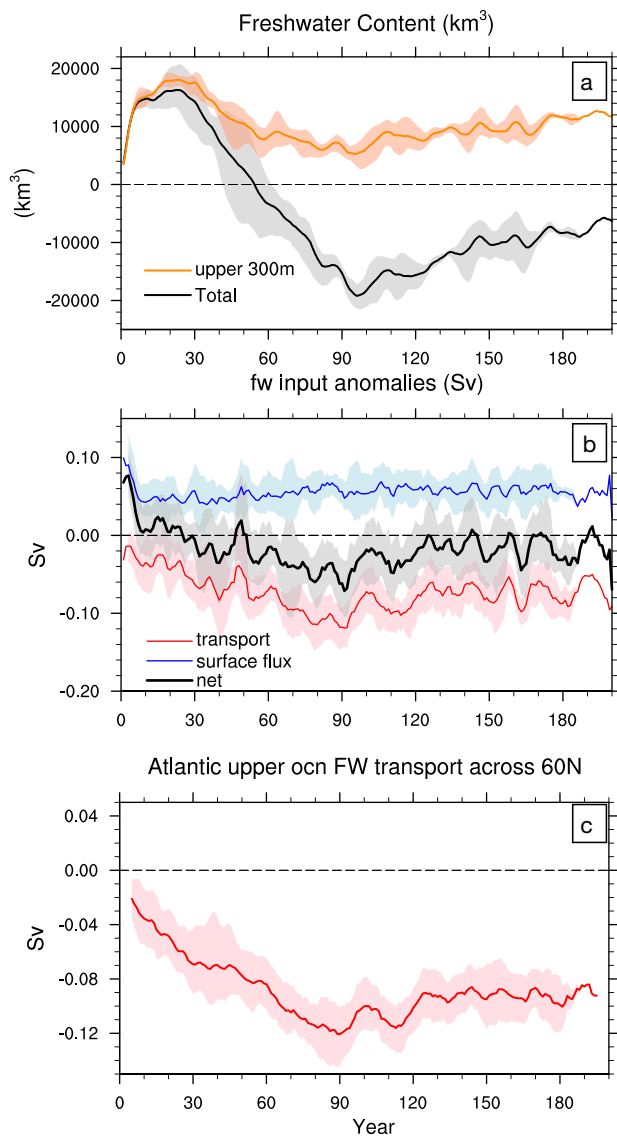 Freshwater Content (km³)
a
20000
10000
0
-10000
-20000
(km³)
upper 300m
Total
0 30 60 90 120 150 180
fw input anomalies (Sv)
b
0.10
0.00
-0.10
-0.20
Sv
transport
surface flux
net
0 30 60 90 120 150 180
Atlantic upper ocn FW transport across 60N
c
0.04
0.00
-0.04
-0.08
-0.12
Sv
0 30 60 90 120 150 180
Year